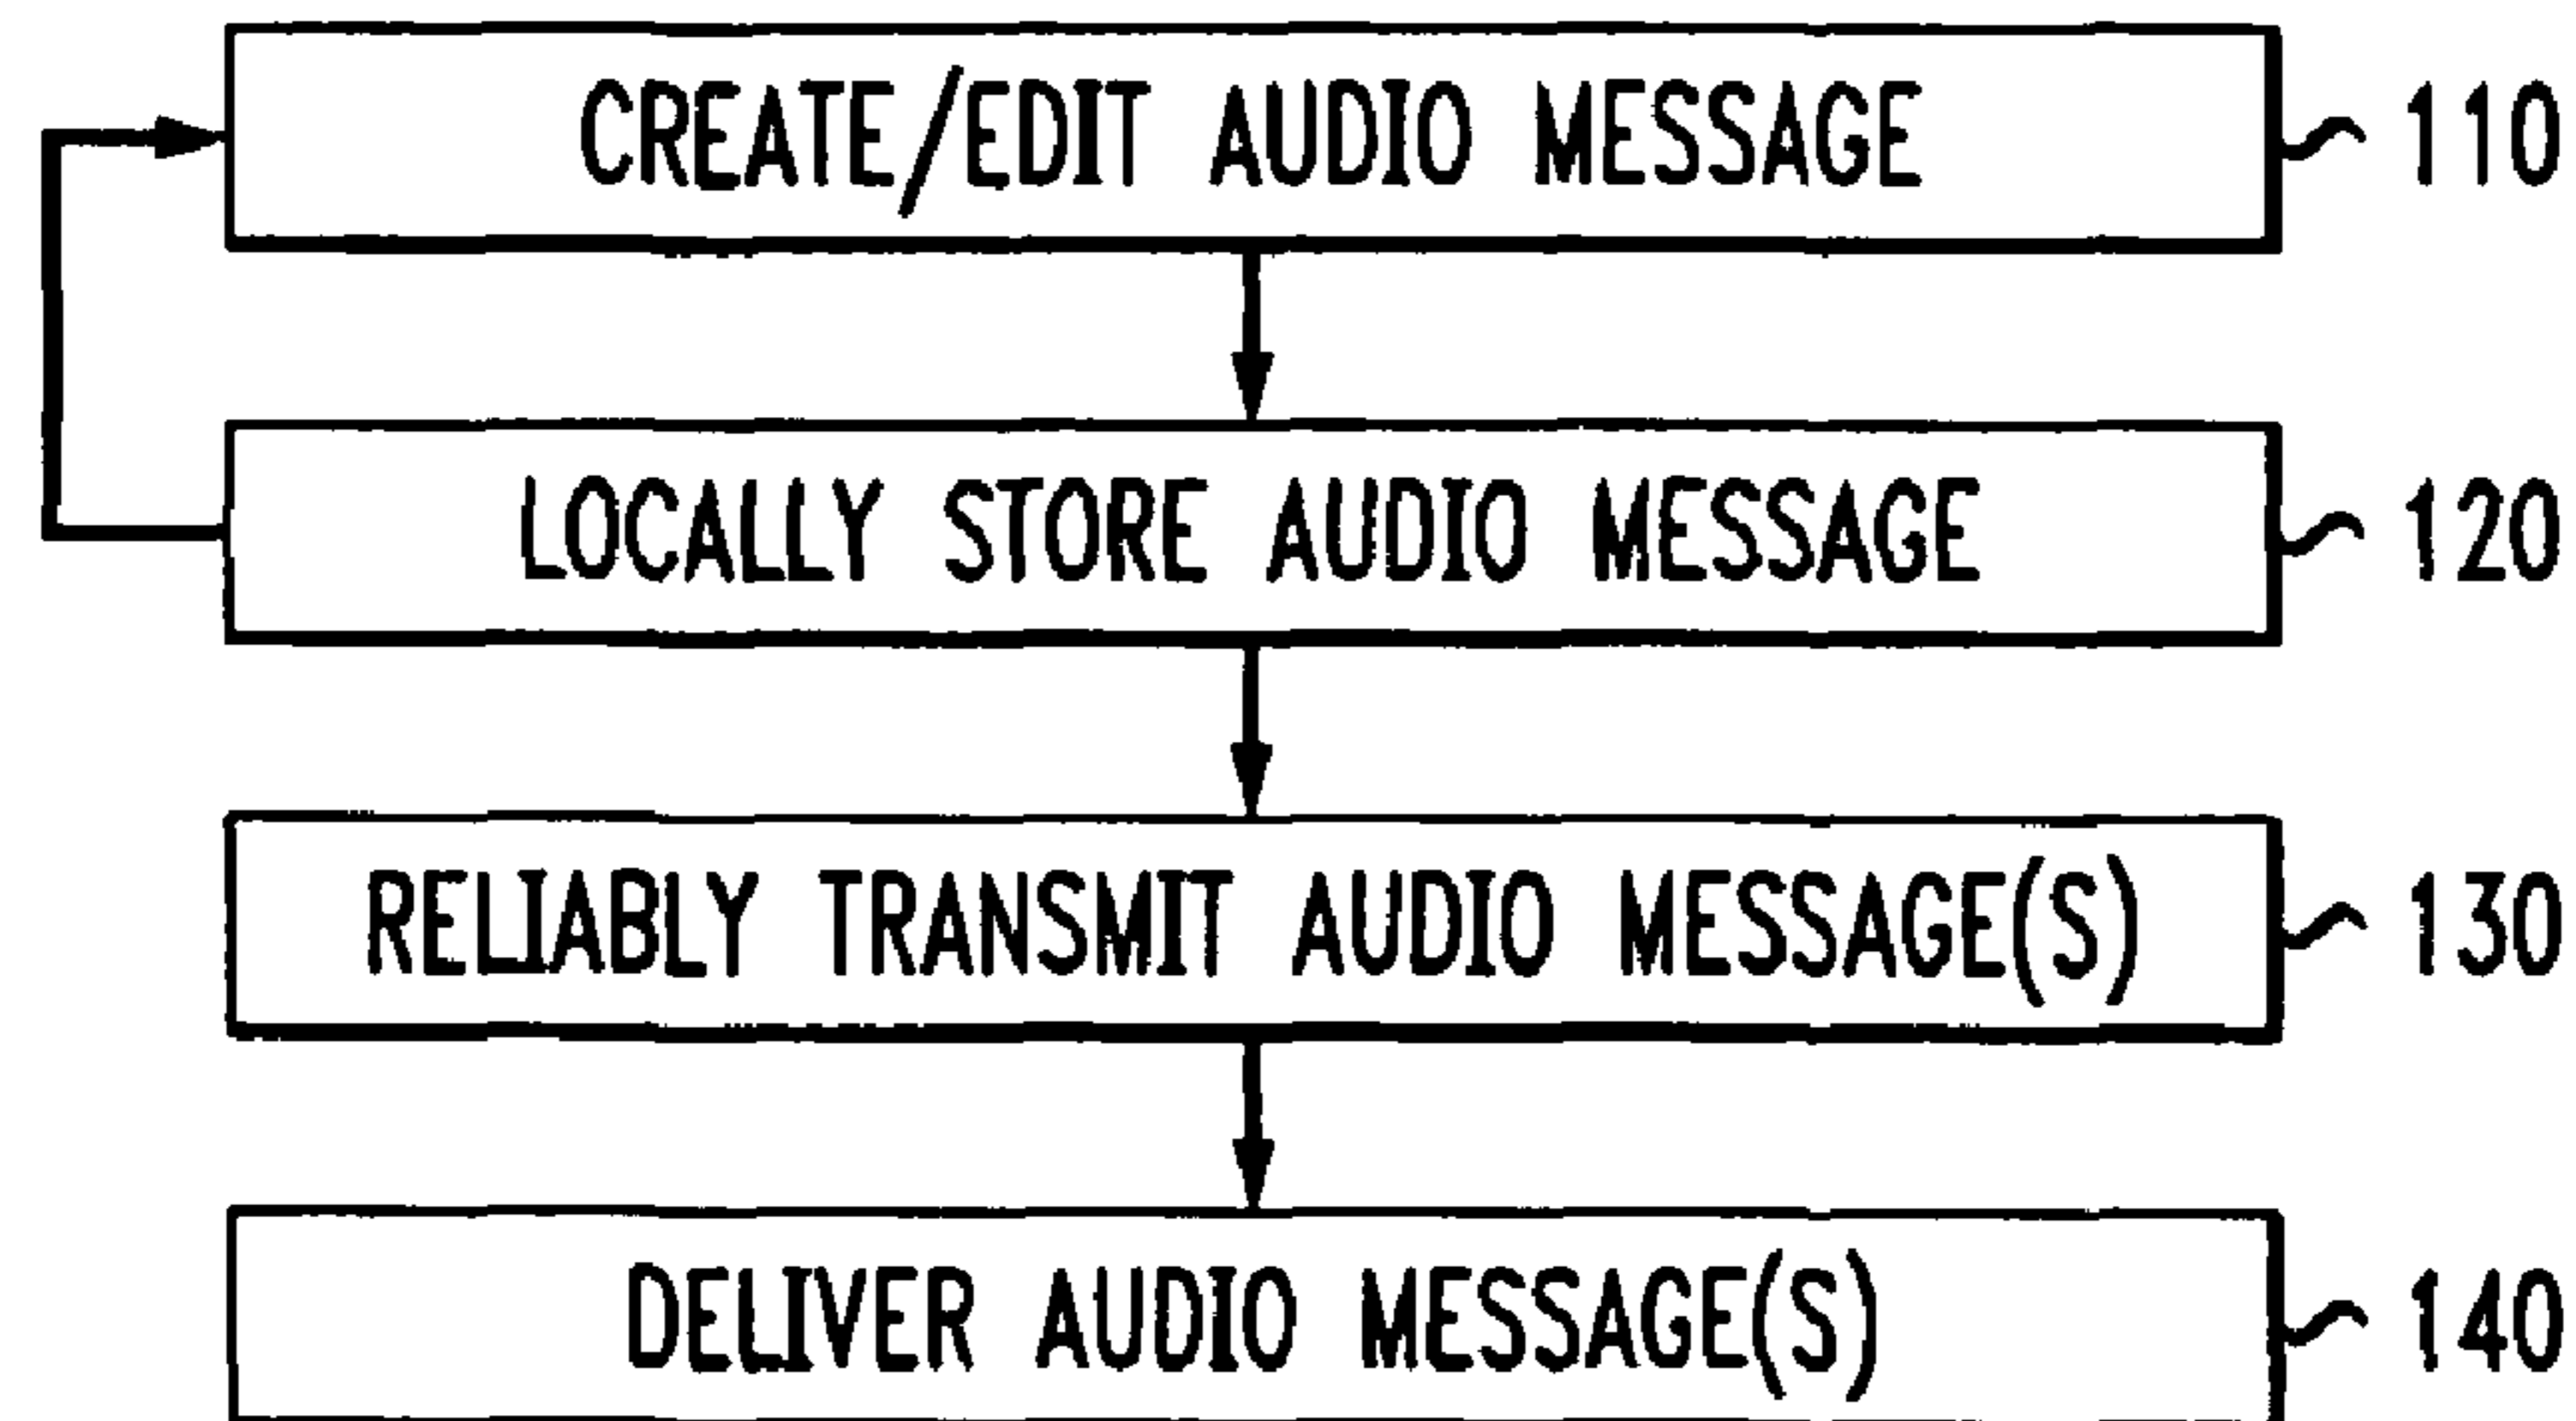 CREATE/EDIT AUDIO MESSAGE 110
LOCALLY STORE AUDIO MESSAGE 120
RELIABLY TRANSMIT AUDIO MESSAGE(S) 130
DELIVER AUDIO MESSAGE(S) 140